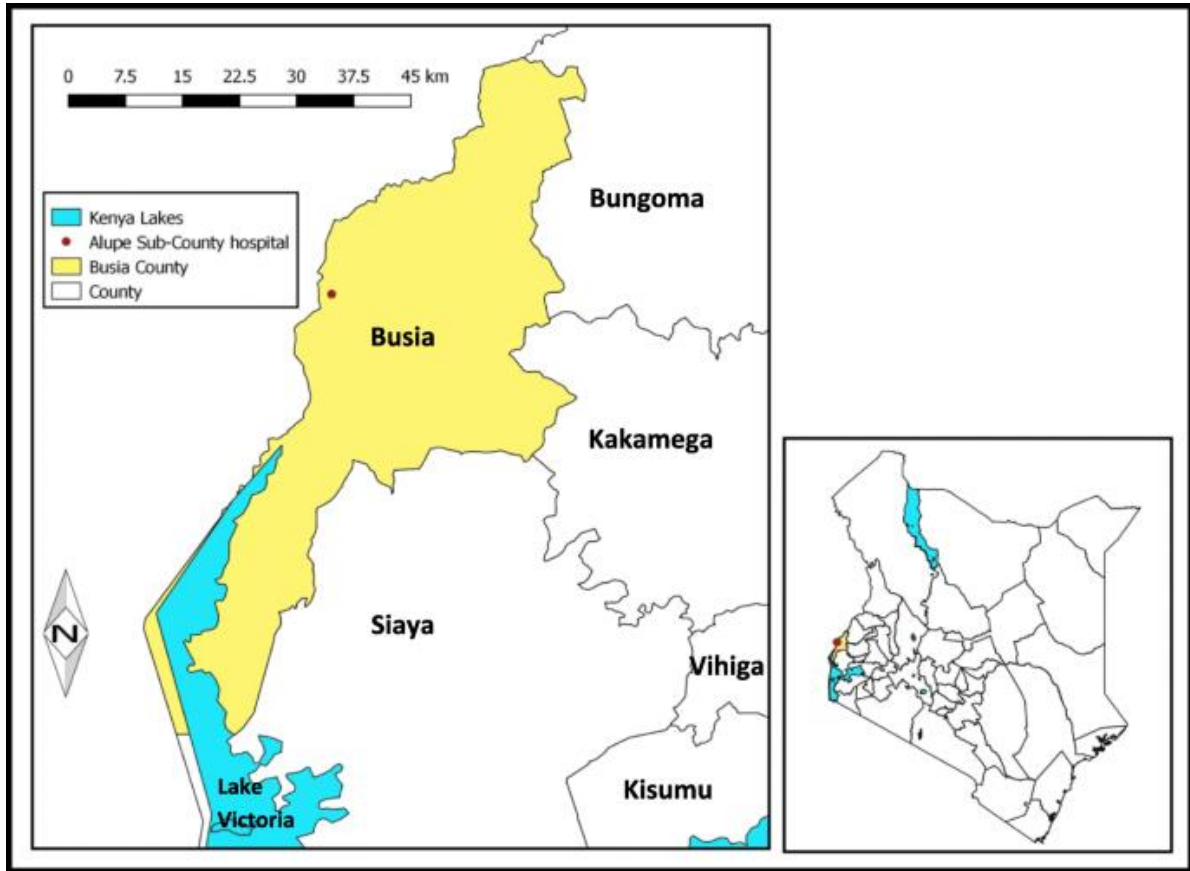 0 7.5 15 22.5 30 37.5 45 km
Kenya Lakes
Alupe Sub-County hospital
Busia County
County
Bungoma
Busia
Kakamega
Siaya
Vihiga
Kisumu
Lake
Victoria
N